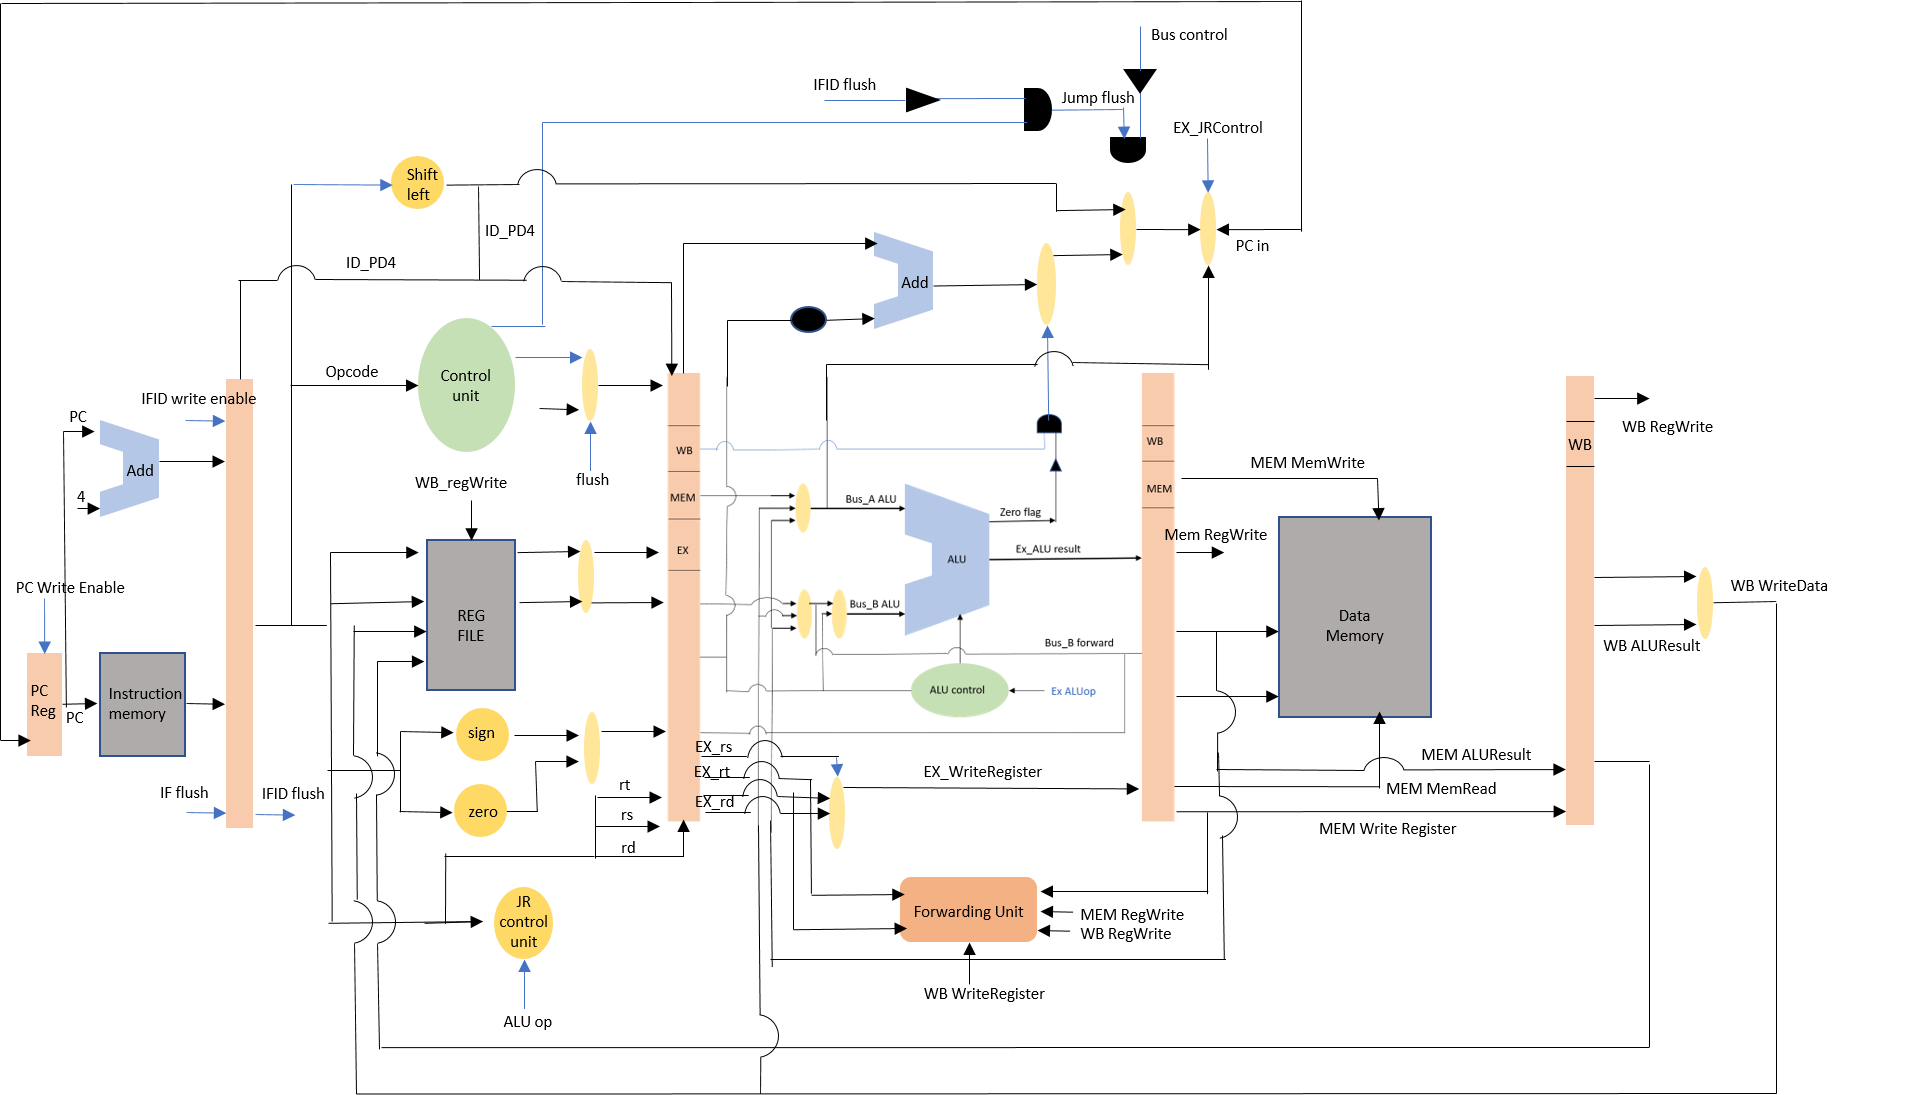 Bus control
IFID flush
Jump flush
EX_JRControl
Shift
left
ID_PD4
PC in
ID_PD4
Add
Opcode
Control
unit
IFID write enable
PC
Add
4
flush
WB_regWrite
WB
MEM
EX
Bus_A ALU
Zero flag
ALU
Ex_ALU result
Bus_B ALU
Bus_B forward
ALU control
Ex ALUop
WB
MEM
MEM MemWrite
Mem RegWrite
Data
Memory
WB
WB RegWrite
WB WriteData
WB ALUResult
PC Write Enable
PC
Reg
PC
Instruction
memory
REG
FILE
sign
zero
IF flush
IFID flush
rt
rs
rd
EX_rs
EX_rt
EX_rd
EX_WriteRegister
MEM ALUResult
MEM MemRead
MEM Write Register
JR
control
unit
ALU op
Forwarding Unit
MEM RegWrite
WB RegWrite
WB WriteRegister